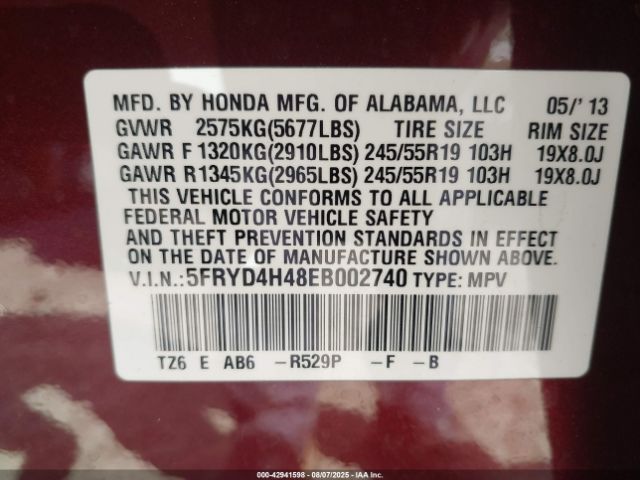 MFD. BY HONDA MFG. OF ALABAMA, LLC 05/' 13
GVWR 2575KG(5677LBS) TIRE SIZE RIM SIZE
GAWR F 1320KG(2910LBS) 245/55R19 103H 19X8.0J
GAWR R1345KG(2965LBS) 245/55R19 103H 19X8.0J
THIS VEHICLE CONFORMS TO ALL APPLICABLE
FEDERAL MOTOR VEHICLE SAFETY
AND THEFT PREVENTION STANDARDS IN EFFECT
ON THE DATE OF MANUFACTURE SHOWN ABOVE.
V.I.N.:5FRYD4H48EB002740 TYPE: MPV
TZ6 E AB6 -R529P -F -B
000-42941598 - 08/07/2025 - IAA Inc.